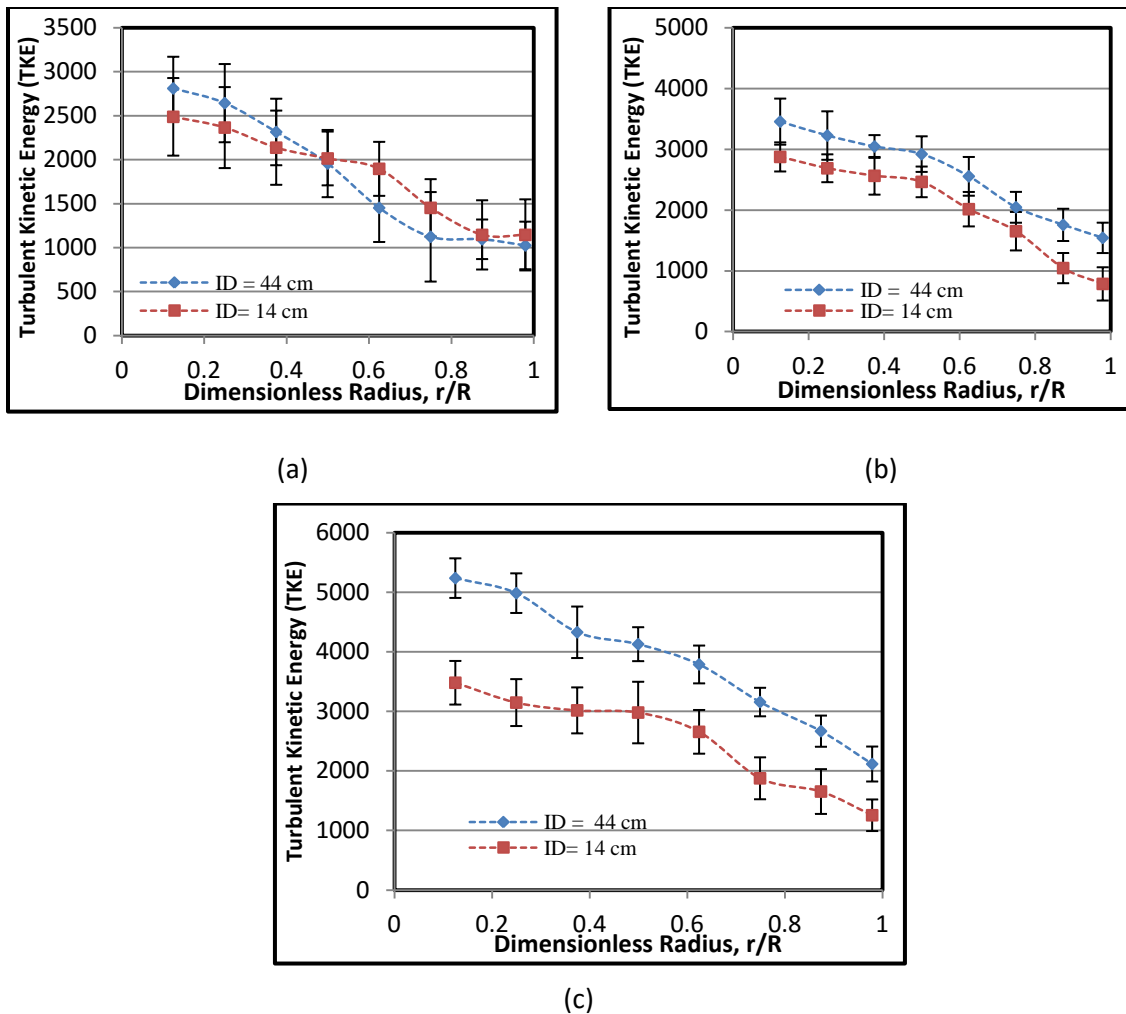 Turbulent Kinetic Energy (TKE)
3500
3000
2500
2000
1500
1000
500
0
ID = 44 cm
ID= 14 cm
0 0.2 0.4 0.6 0.8 1
Dimensionless Radius, r/R
(a)
Turbulent Kinetic Energy (TKE)
5000
4000
3000
2000
1000
0
ID = 44 cm
ID= 14 cm
0 0.2 0.4 0.6 0.8 1
Dimensionless Radius, r/R
(b)
Turbulent Kinetic Energy (TKE)
6000
5000
4000
3000
2000
1000
0
ID = 44 cm
ID= 14 cm
0 0.2 0.4 0.6 0.8 1
Dimensionless Radius, r/R
(c)